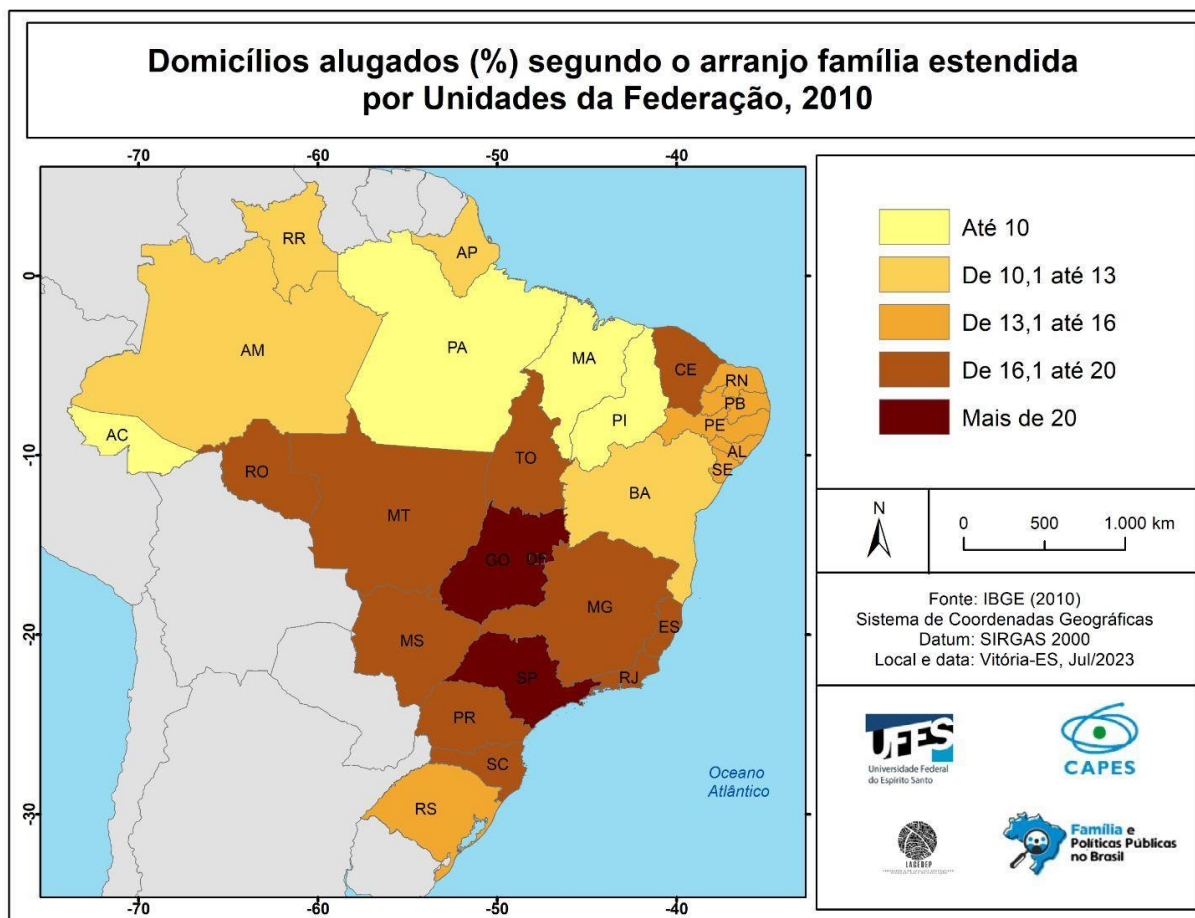 Domicílios alugados (%) segundo o arranjo família estendida
por Unidades da Federação, 2010
-70
-60
-50
-40
0
-10
-20
-30
-70
-60
-50
-40
RR
AP
AM
PA
MA
CE
RN
PB
PI
PE
AC
AL
SE
TO
RO
BA
MT
GO
DF
MG
ES
MS
SP
RJ
PR
SC
RS
Oceano
Atlântico
Até 10
De 10,1 até 13
De 13,1 até 16
De 16,1 até 20
Mais de 20
N
0 500 1.000 km
Fonte: IBGE (2010)
Sistema de Coordenadas Geográficas
Datum: SIRGAS 2000
Local e data: Vitória-ES, Jul/2023
UFES
Universidade Federal
do Espírito Santo
CAPES
LAGEDEP
Família e
Políticas Públicas
no Brasil